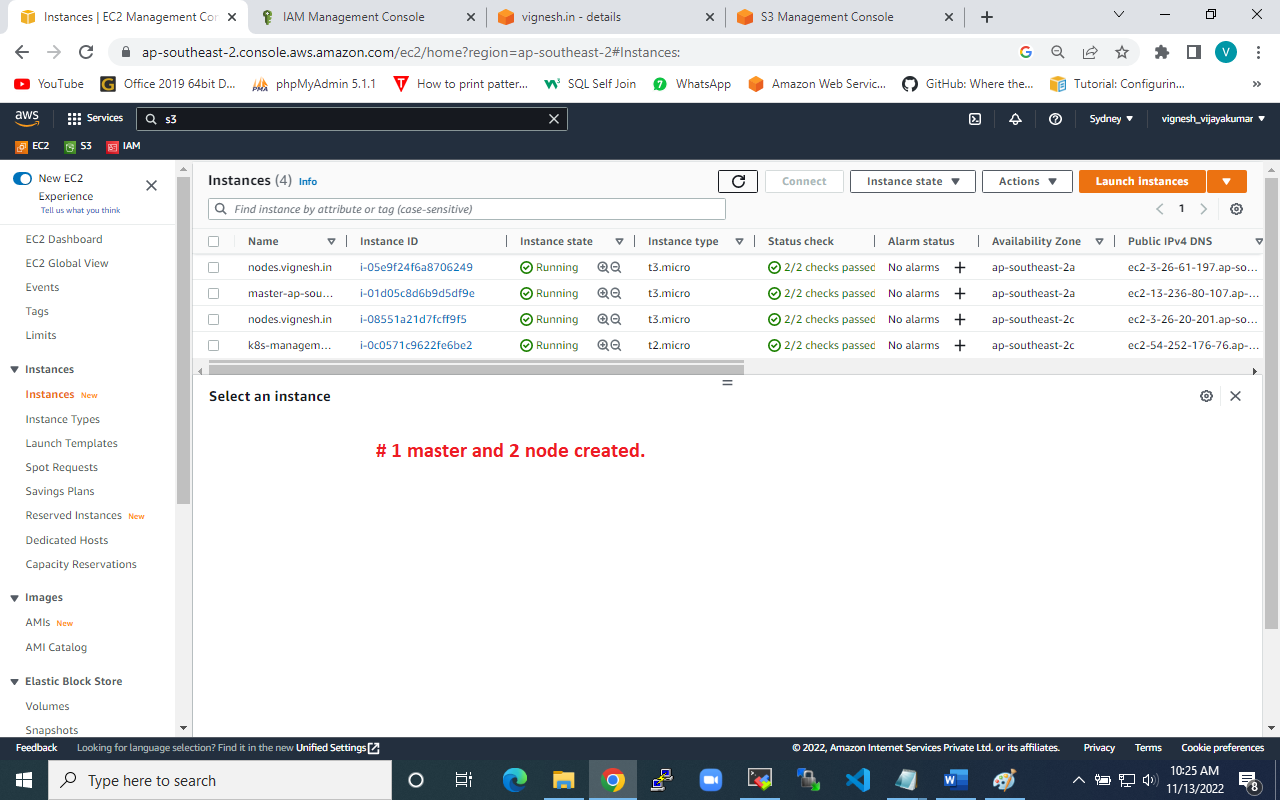 Instances | EC2 Management Cor
IAM Management Console
vignesh.in - details
S3 Management Console
ap-southeast-2.console.aws.amazon.com/ec2/home?region=ap-southeast-2#Instances:
V
YouTube
Office 2019 64bit D...
phpMyAdmin 5.1.1
How to print patter...
SQL Self Join
WhatsApp
Amazon Web Servic...
GitHub: Where the...
Tutorial: Configurin...
»
aws
Services
s3
Sydney
vignesh_vijayakumar
EC2
S3
IAM
New EC2
Experience
Tell us what you think
EC2 Dashboard
EC2 Global View
Events
Tags
Limits
Instances
Instances New
Instance Types
Launch Templates
Spot Requests
Savings Plans
Reserved Instances New
Dedicated Hosts
Capacity Reservations
Images
AMIs New
AMI Catalog
Elastic Block Store
Volumes
Snapshots
Instances (4) Info
Connect
Instance state
Actions
Launch instances
Find instance by attribute or tag (case-sensitive)
1
Name Instance ID Instance state Instance type Status check Alarm status Availability Zone Public IPv4 DNS
nodes.vignesh.in i-05e9f24f6a8706249 Running t3.micro 2/2 checks passed No alarms + ap-southeast-2a ec2-3-26-61-197.ap-so...
master-ap-sou... i-01d05c8d6b9d5df9e Running t3.micro 2/2 checks passed No alarms + ap-southeast-2a ec2-13-236-80-107.ap-...
nodes.vignesh.in i-08551a21d7fcff9f5 Running t3.micro 2/2 checks passed No alarms + ap-southeast-2c ec2-3-26-20-201.ap-so...
k8s-managem... i-0c0571c9622fe6be2 Running t2.micro 2/2 checks passed No alarms + ap-southeast-2c ec2-54-252-176-76.ap-...
Select an instance
# 1 master and 2 node created.
Feedback
Looking for language selection? Find it in the new Unified Settings
© 2022, Amazon Internet Services Private Ltd. or its affiliates.
Privacy
Terms
Cookie preferences
Type here to search
10:25 AM
11/13/2022
8